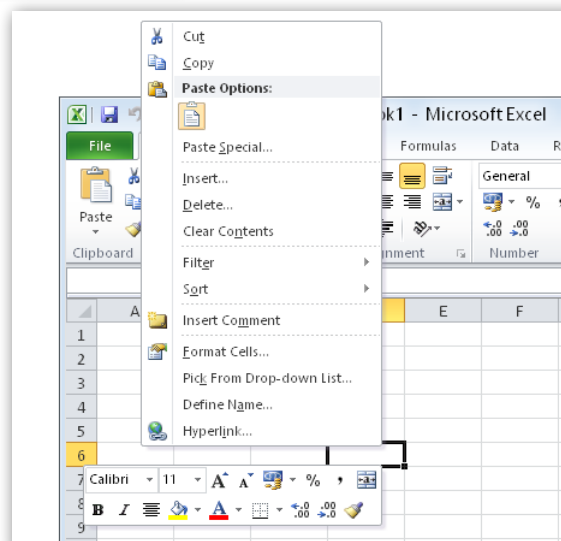 Cut
Copy
Paste Options:
Paste Special...
Insert...
Delete...
Clear Contents
Filter
Sort
Insert Comment
Format Cells...
Pick From Drop-down List...
Define Name...
Hyperlink...
k1 - Microsoft Excel
File
Formulas
Data
R
General
Paste
%
Clipboard
nment
Number
A
E
F
1
2
3
4
5
6
7
8
9
Calibri 11 A A % , a
B I A .00 .00